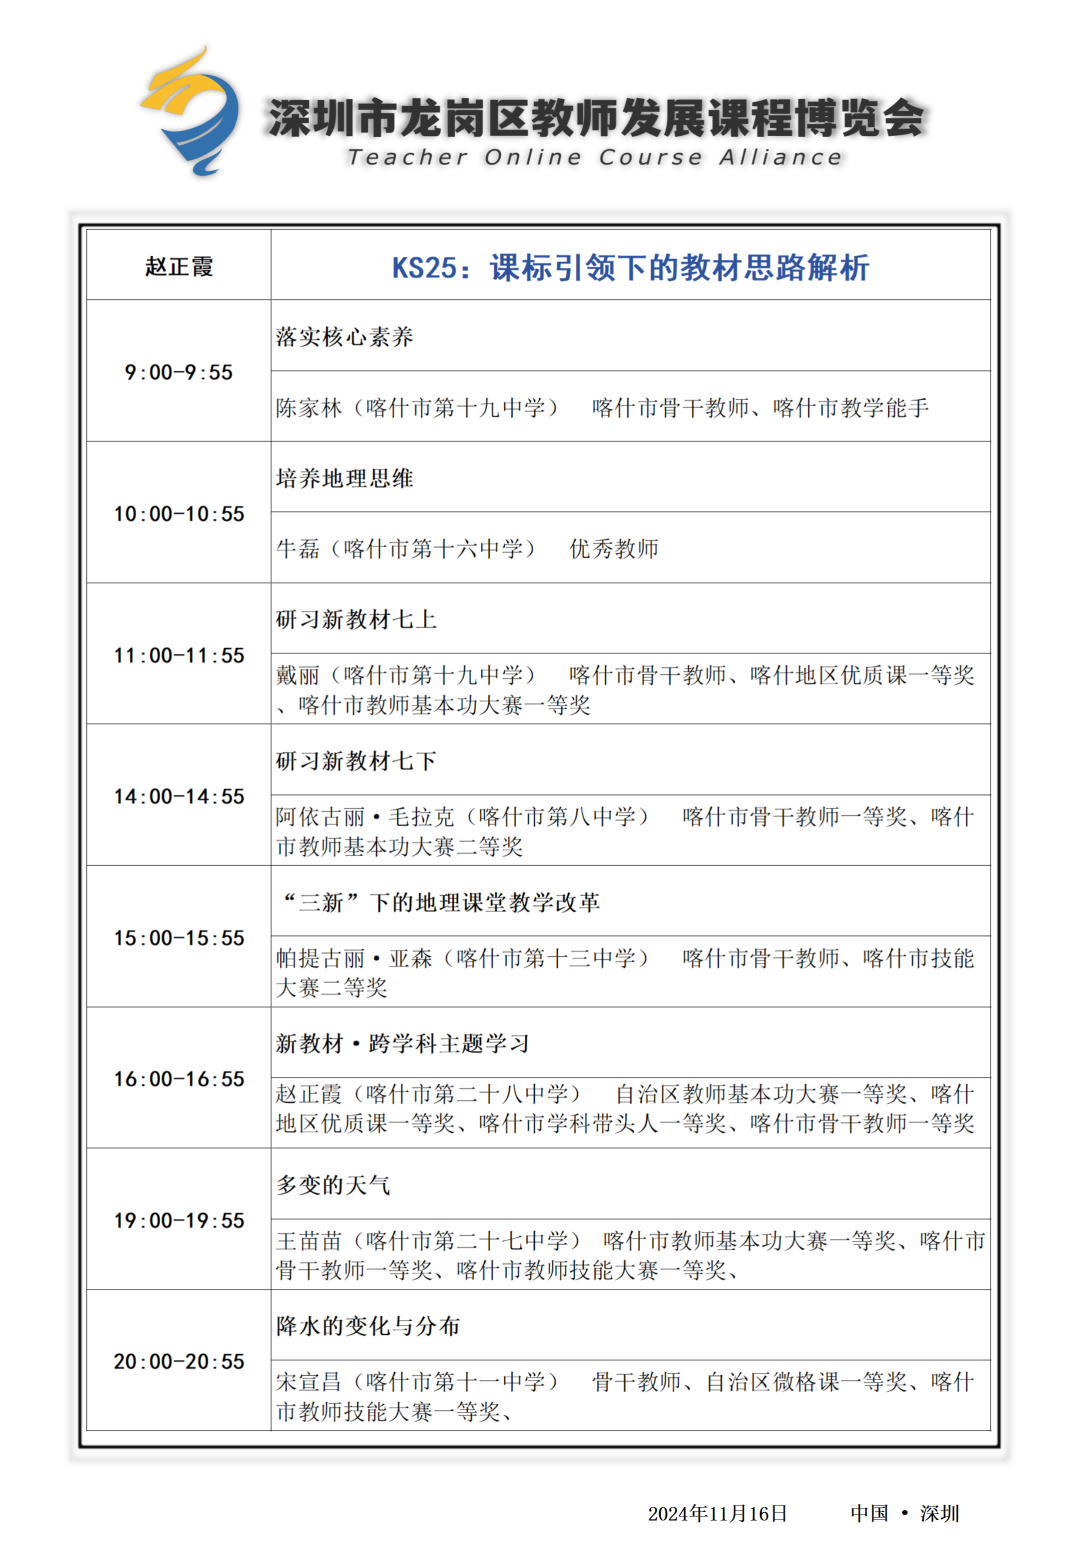 深圳市龙岗区教师发展课程博览会
Teacher Online Course Alliance
赵正霞
KS25：课标引领下的教材思路解析
9:00-9:55
落实核心素养
陈家林（喀什市第十九中学） 喀什市骨干教师、喀什市教学能手
10:00-10:55
培养地理思维
牛磊（喀什市第十六中学） 优秀教师
11:00-11:55
研习新教材七上
戴丽（喀什市第十九中学） 喀什市骨干教师、喀什地区优质课一等奖
、喀什市教师基本功大赛一等奖
14:00-14:55
研习新教材七下
阿依古丽·毛拉克（喀什市第八中学） 喀什市骨干教师一等奖、喀什
市教师基本功大赛二等奖
15:00-15:55
“三新”下的地理课堂教学改革
帕提古丽·亚森（喀什市第十三中学） 喀什市骨干教师、喀什市技能
大赛二等奖
16:00-16:55
新教材·跨学科主题学习
赵正霞（喀什市第二十八中学） 自治区教师基本功大赛一等奖、喀什
地区优质课一等奖、喀什市学科带头人一等奖、喀什市骨干教师一等奖
19:00-19:55
多变的天气
王苗苗（喀什市第二十七中学） 喀什市教师基本功大赛一等奖、喀什市
骨干教师一等奖、喀什市教师技能大赛一等奖、
20:00-20:55
降水的变化与分布
宋宣昌（喀什市第十一中学） 骨干教师、自治区微格课一等奖、喀什
市教师技能大赛一等奖、
2024年11月16日 中国 · 深圳